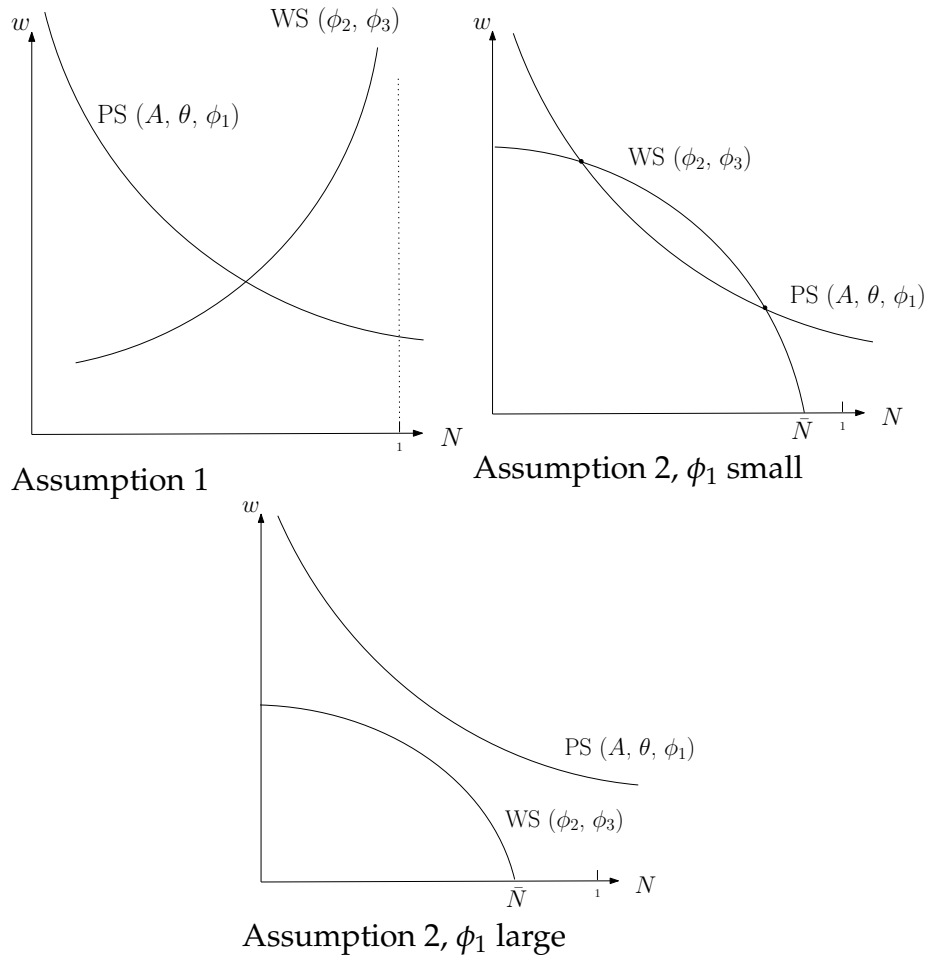 w
WS (ϕ₂, ϕ₃)
PS (A, θ, ϕ₁)
1
N
Assumption 1
w
WS (ϕ₂, ϕ₃)
PS (A, θ, ϕ₁)
N̄
1
N
Assumption 2, ϕ₁ small
w
PS (A, θ, ϕ₁)
WS (ϕ₂, ϕ₃)
N̄
1
N
Assumption 2, ϕ₁ large